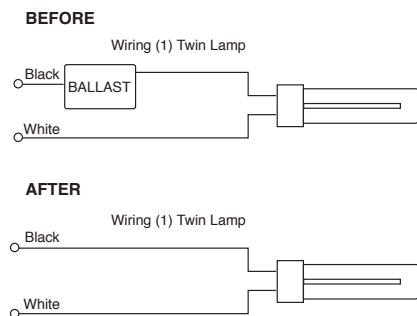 BEFORE
Wiring (1) Twin Lamp
Black
BALLAST
White
AFTER
Wiring (1) Twin Lamp
Black
White